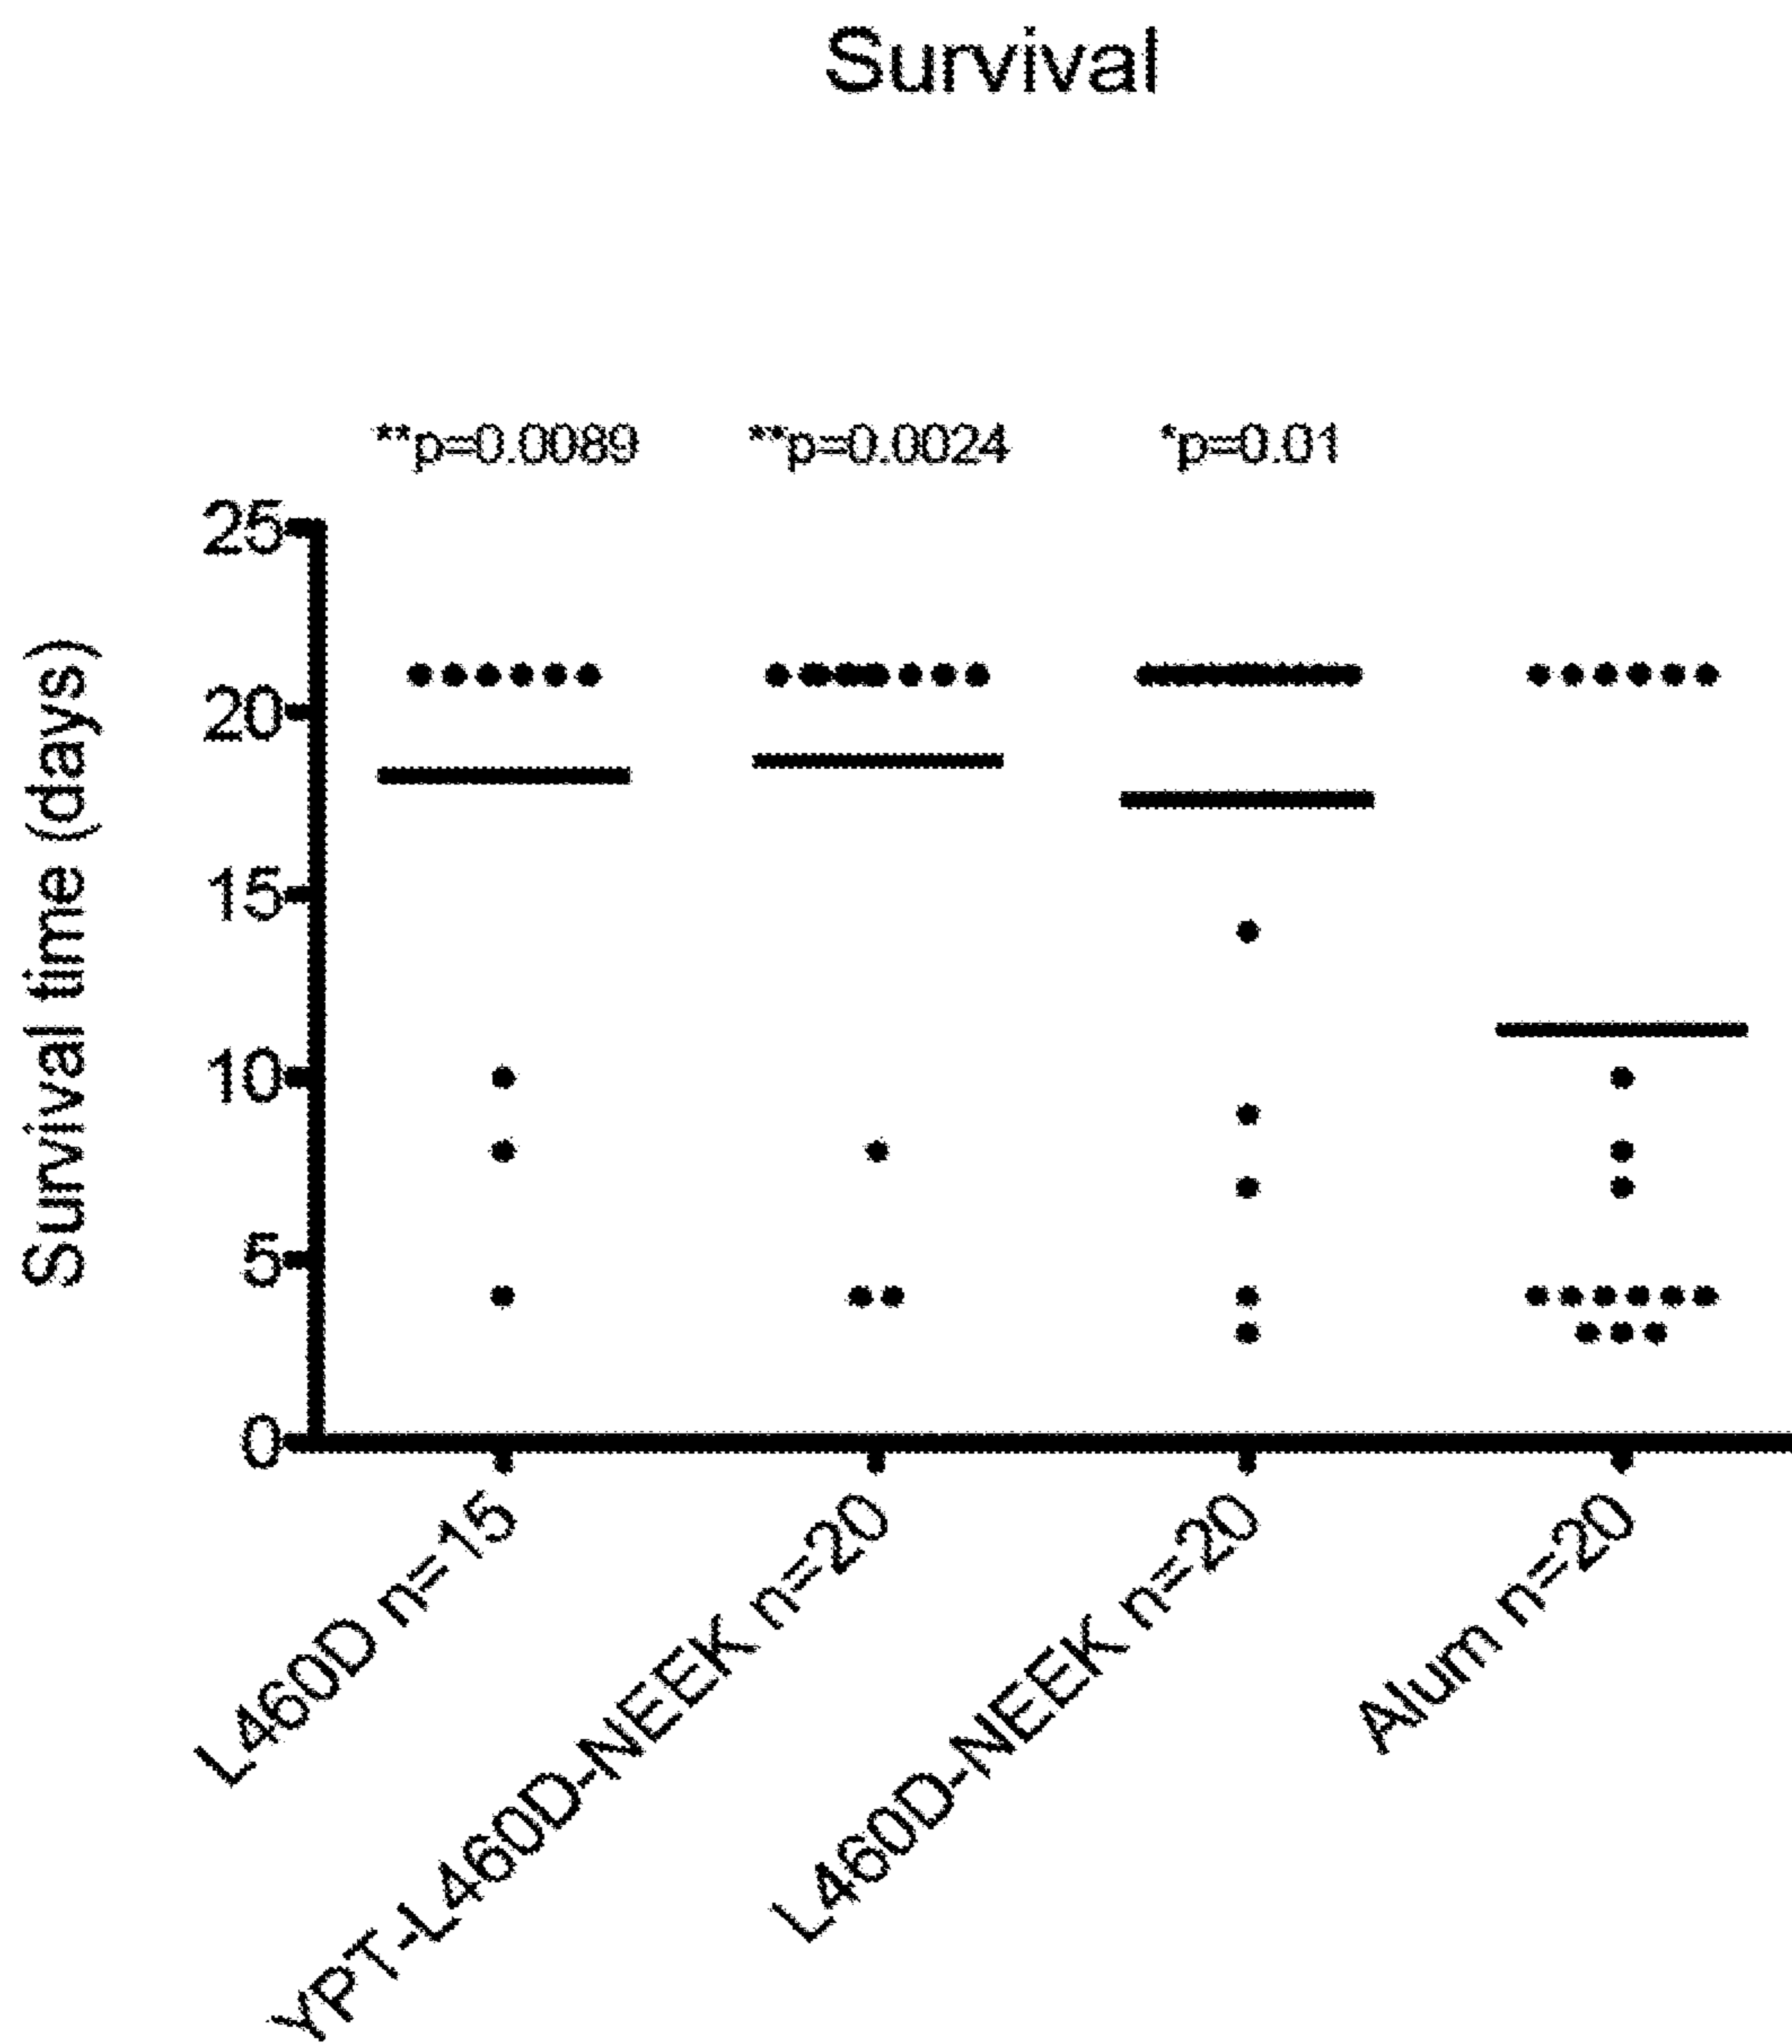 Survival
**p=0.0089 **p=0.0024 *p=0.01
25
20
15
10
5
0
Survival time (days)
L460D n=15
YPT-L460D-NEEK n=20
L460D-NEEK n=20
Alum n=20